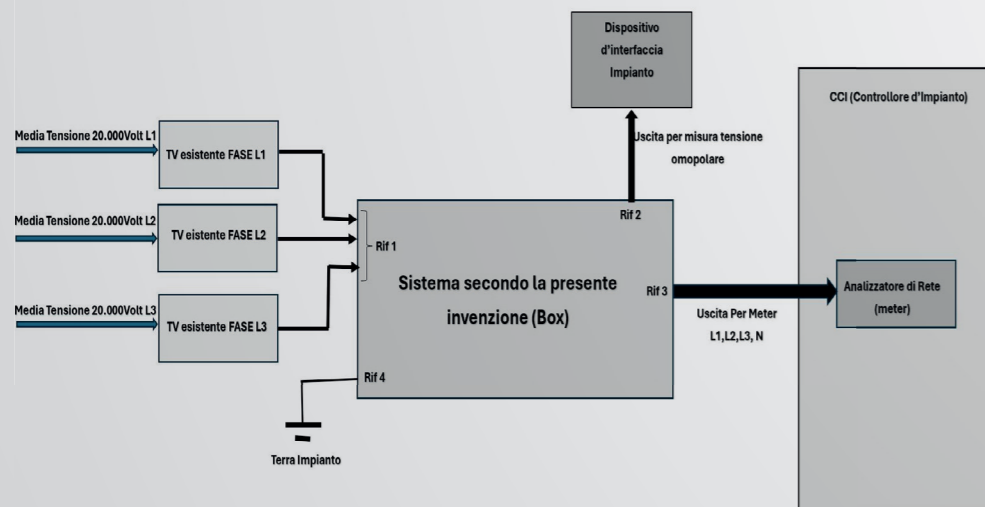 Dispositivo
d'interfaccia
Impianto
CCI (Controllore d'Impianto)
Media Tensione 20.000Volt L1
TV esistente FASE L1
Uscita per misura tensione
omopolare
Media Tensione 20.000Volt L2
TV eistente FASE L2
Rif 1
Rif 2
Sistema secondo la presente
invenzione (Box)
Rif 3
Analizzatore di Rete
(meter)
Media Tensione 20.000Volt L3
TV esistente FASE L3
Uscita Per Meter
L1,L2,L3, N
Rif 4
Terra Impianto